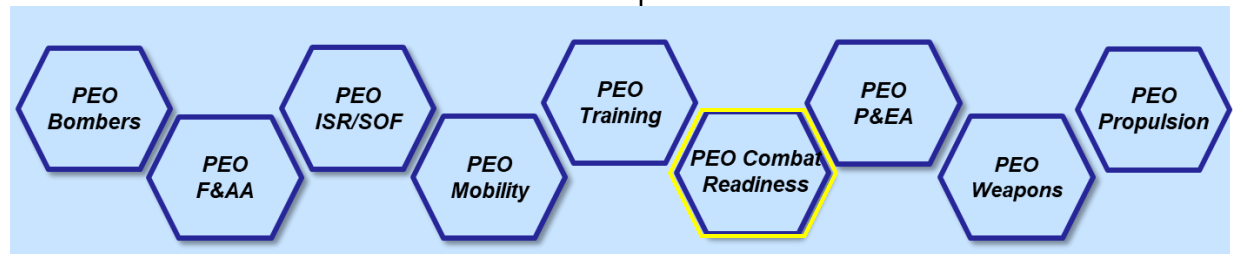 PEO
Bombers
PEO
F&AA
PEO
ISR/SOF
PEO
Mobility
PEO
Training
PEO Combat
Readiness
PEO
P&EA
PEO
Weapons
PEO
Propulsion